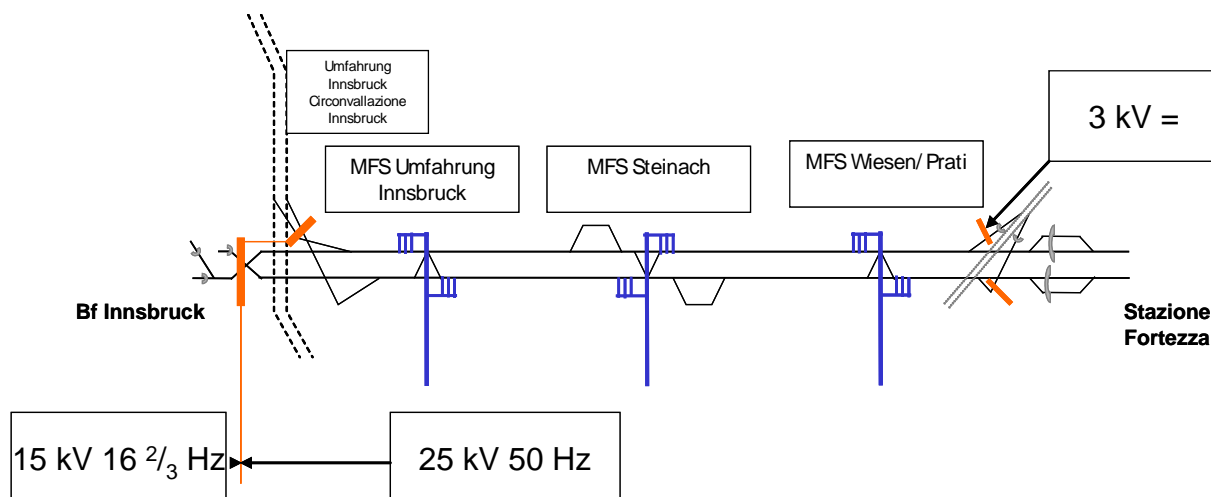 Umfahrung
Innsbruck
Circonvallazione
Innsbruck
3 kV =
MFS Umfahrung
Innsbruck
MFS Steinach
MFS Wiesen/ Prati
Bf Innsbruck
Stazione
Fortezza
15 kV 16 2/3 Hz
25 kV 50 Hz